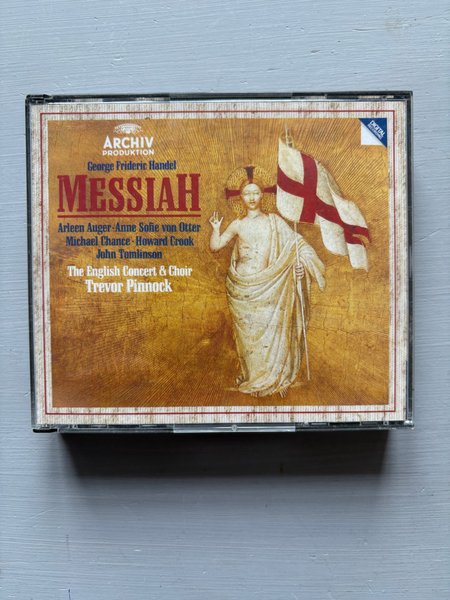 ARCHIV
PRODUKTION
DIGITAL
George Frideric Handel
MESSIAH
Arleen Auger · Anne Sofie von Otter
Michael Chance · Howard Crook
John Tomlinson
The English Concert & Choir
Trevor Pinnock